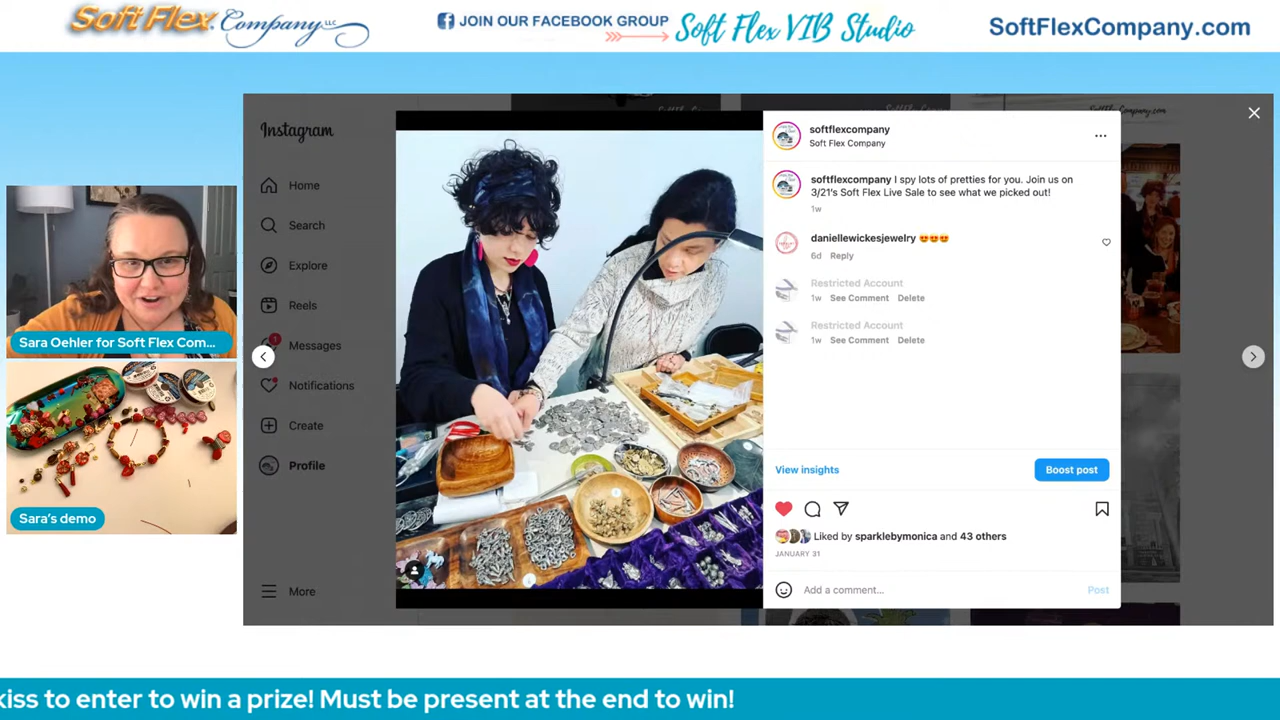 Soft Flex Company LLC
JOIN OUR FACEBOOK GROUP
Soft Flex VIB Studio
SoftFlexCompany.com
SoftFlex Company.com
Instagram
Home
Search
Explore
Reels
1
Messages
Notifications
Create
Profile
More
softflexcompany
Soft Flex Company
softflexcompany I spy lots of pretties for you. Join us on
3/21's Soft Flex Live Sale to see what we picked out!
1w
daniellewickesjewelry 😍😍😍
6d Reply
Restricted Account
1w See Comment Delete
Restricted Account
1w See Comment Delete
View insights
Boost post
Liked by sparklebymonica and 43 others
JANUARY 31
Add a comment...
Post
Sara Oehler for Soft Flex Com...
Sara's demo
kiss to enter to win a prize! Must be present at the end to win!